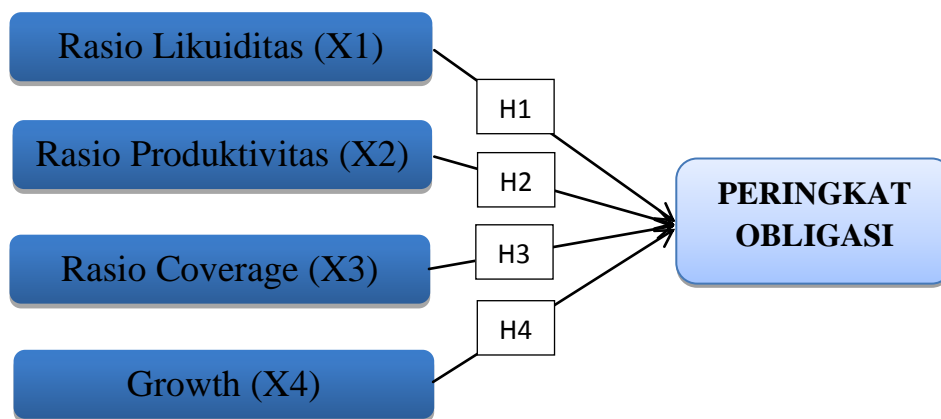 Rasio Likuiditas (X1)
H1
Rasio Produktivitas (X2)
H2
PERINGKAT
OBLIGASI
Rasio Coverage (X3)
H3
H4
Growth (X4)